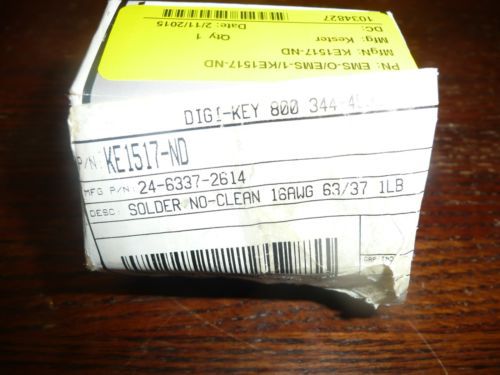 PN: EMS-O/EMS-1/KE1517-ND
MfgN: KE1517-ND
Mfg: Kester
DC:
Qty 1
Date: 2/11/2015
1034827
DIGI-KEY 800 344-4539
P/N: KE1517-ND
MFG P/N: 24-6337-2614
DESC: SOLDER NO-CLEAN 16AWG 63/37 1LB